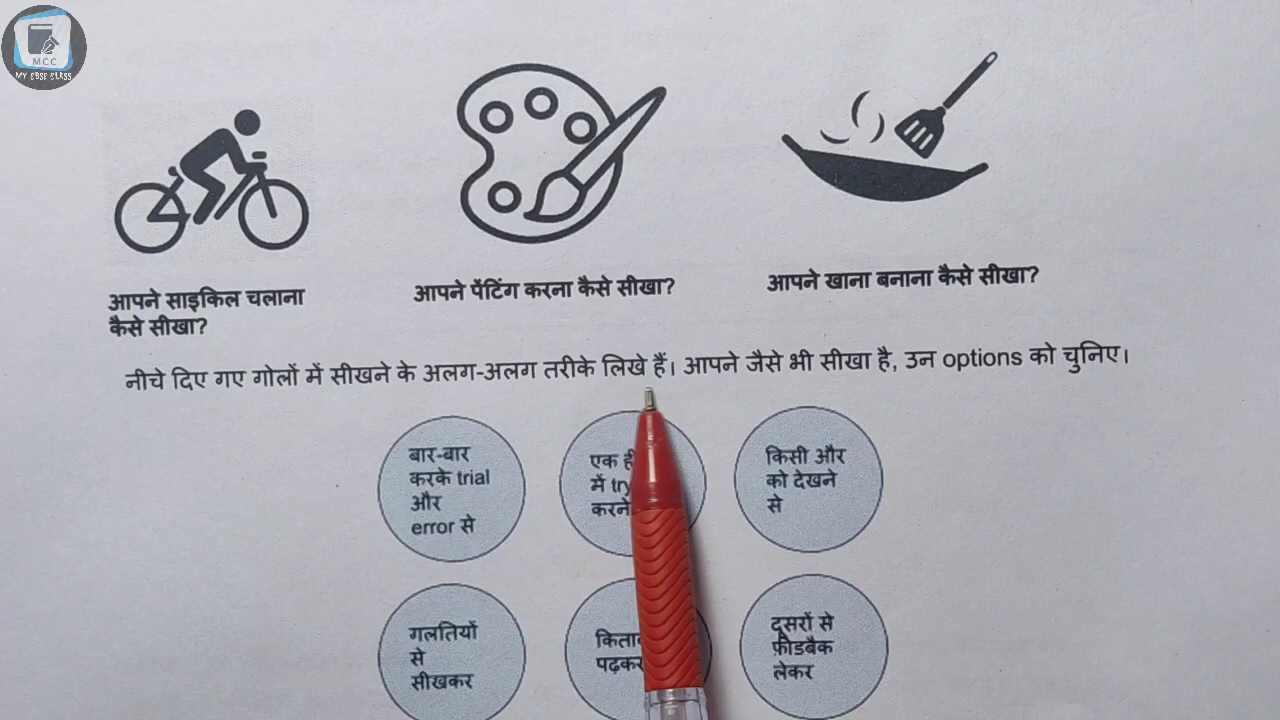 MCC
MY CBSE CLASS
आपने साइकिल चलाना
कैसे सीखा?
आपने पेंटिंग करना कैसे सीखा?
आपने खाना बनाना कैसे सीखा?
नीचे दिए गए गोलों में सीखने के अलग-अलग तरीके लिखे हैं। आपने जैसे भी सीखा है, उन options को चुनिए।
बार-बार
करके trial
और
error से
एक
में
किसी और
को देखने
से
गलतियों
से
सीखकर
दूसरों से
फ़ीडबैक
लेकर